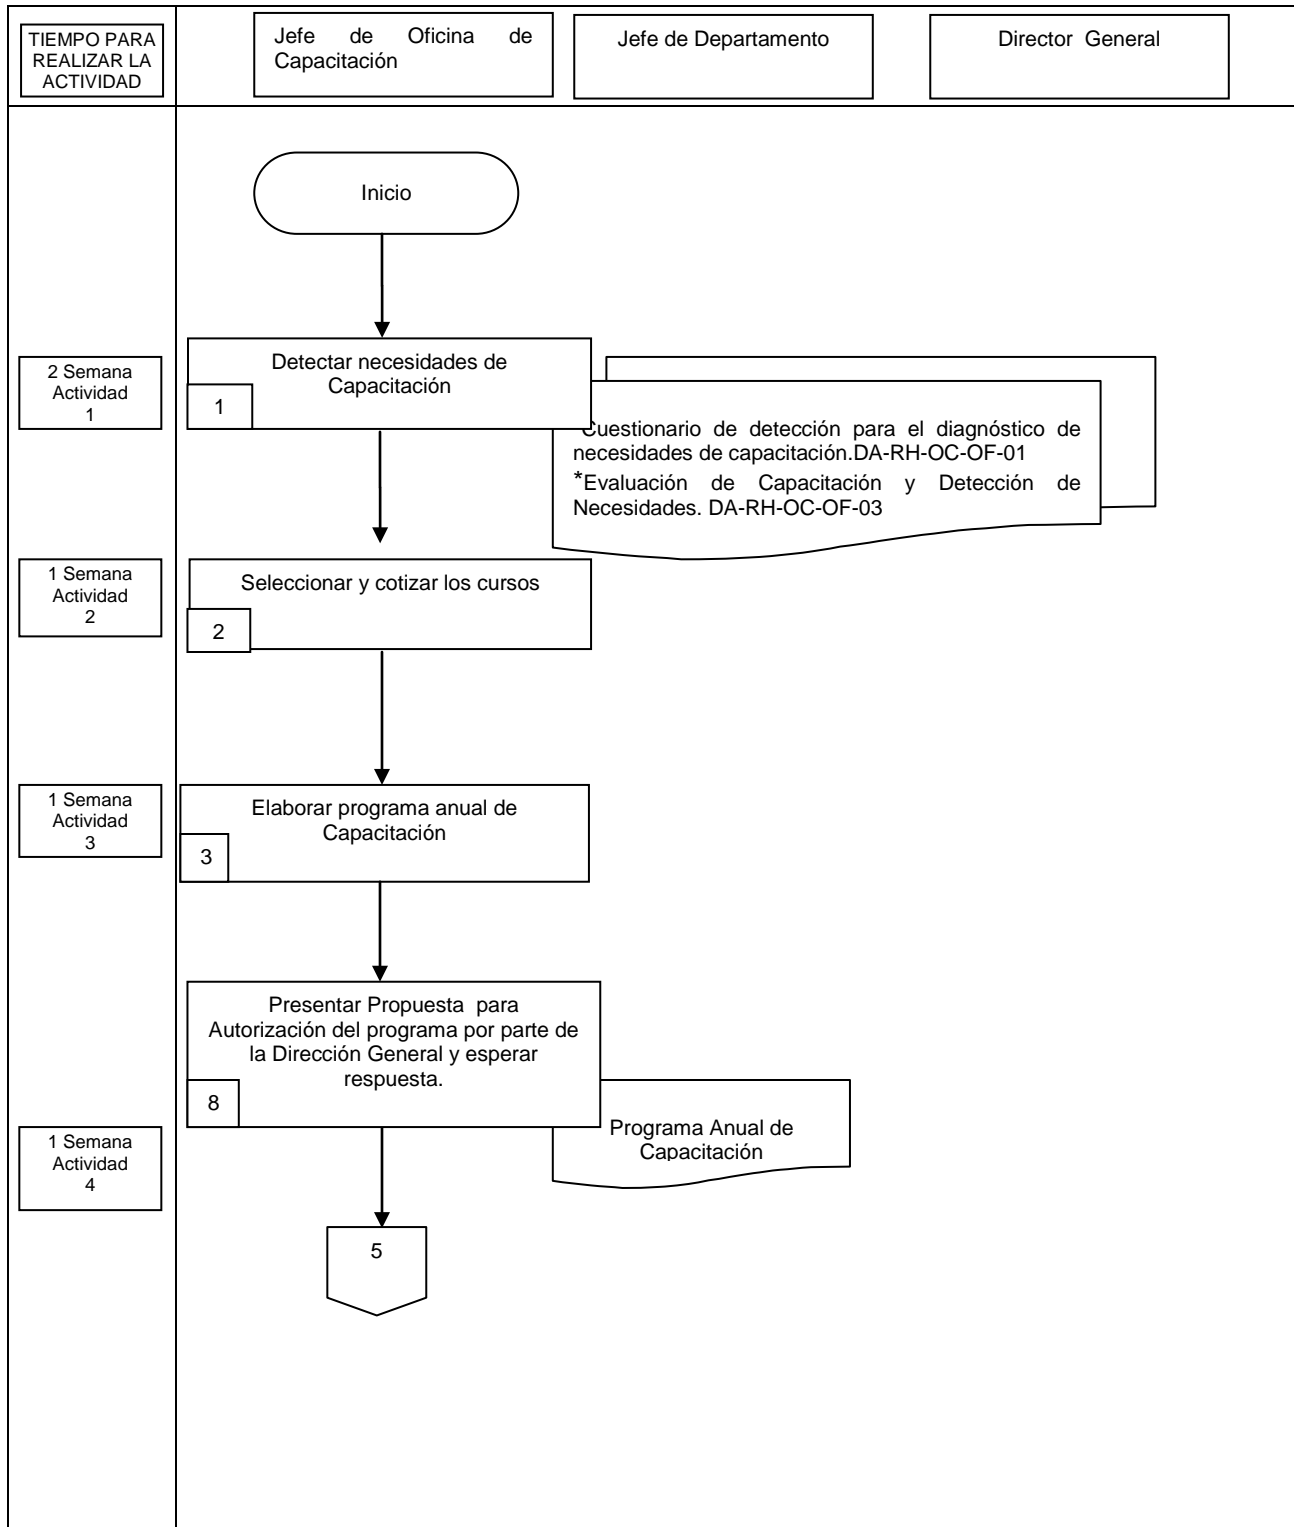 TIEMPO PARA
REALIZAR LA
ACTIVIDAD
Jefe de Oficina de
Capacitación
Jefe de Departamento
Director General
Inicio
2 Semana
Actividad
1
Detectar necesidades de
Capacitación
1
Cuestionario de detección para el diagnóstico de
necesidades de capacitación.DA-RH-OC-OF-01
*Evaluación de Capacitación y Detección de
Necesidades. DA-RH-OC-OF-03
1 Semana
Actividad
2
Seleccionar y cotizar los cursos
2
1 Semana
Actividad
3
Elaborar programa anual de
Capacitación
3
Presentar Propuesta para
Autorización del programa por parte de
la Dirección General y esperar
respuesta.
8
Programa Anual de
Capacitación
1 Semana
Actividad
4
5